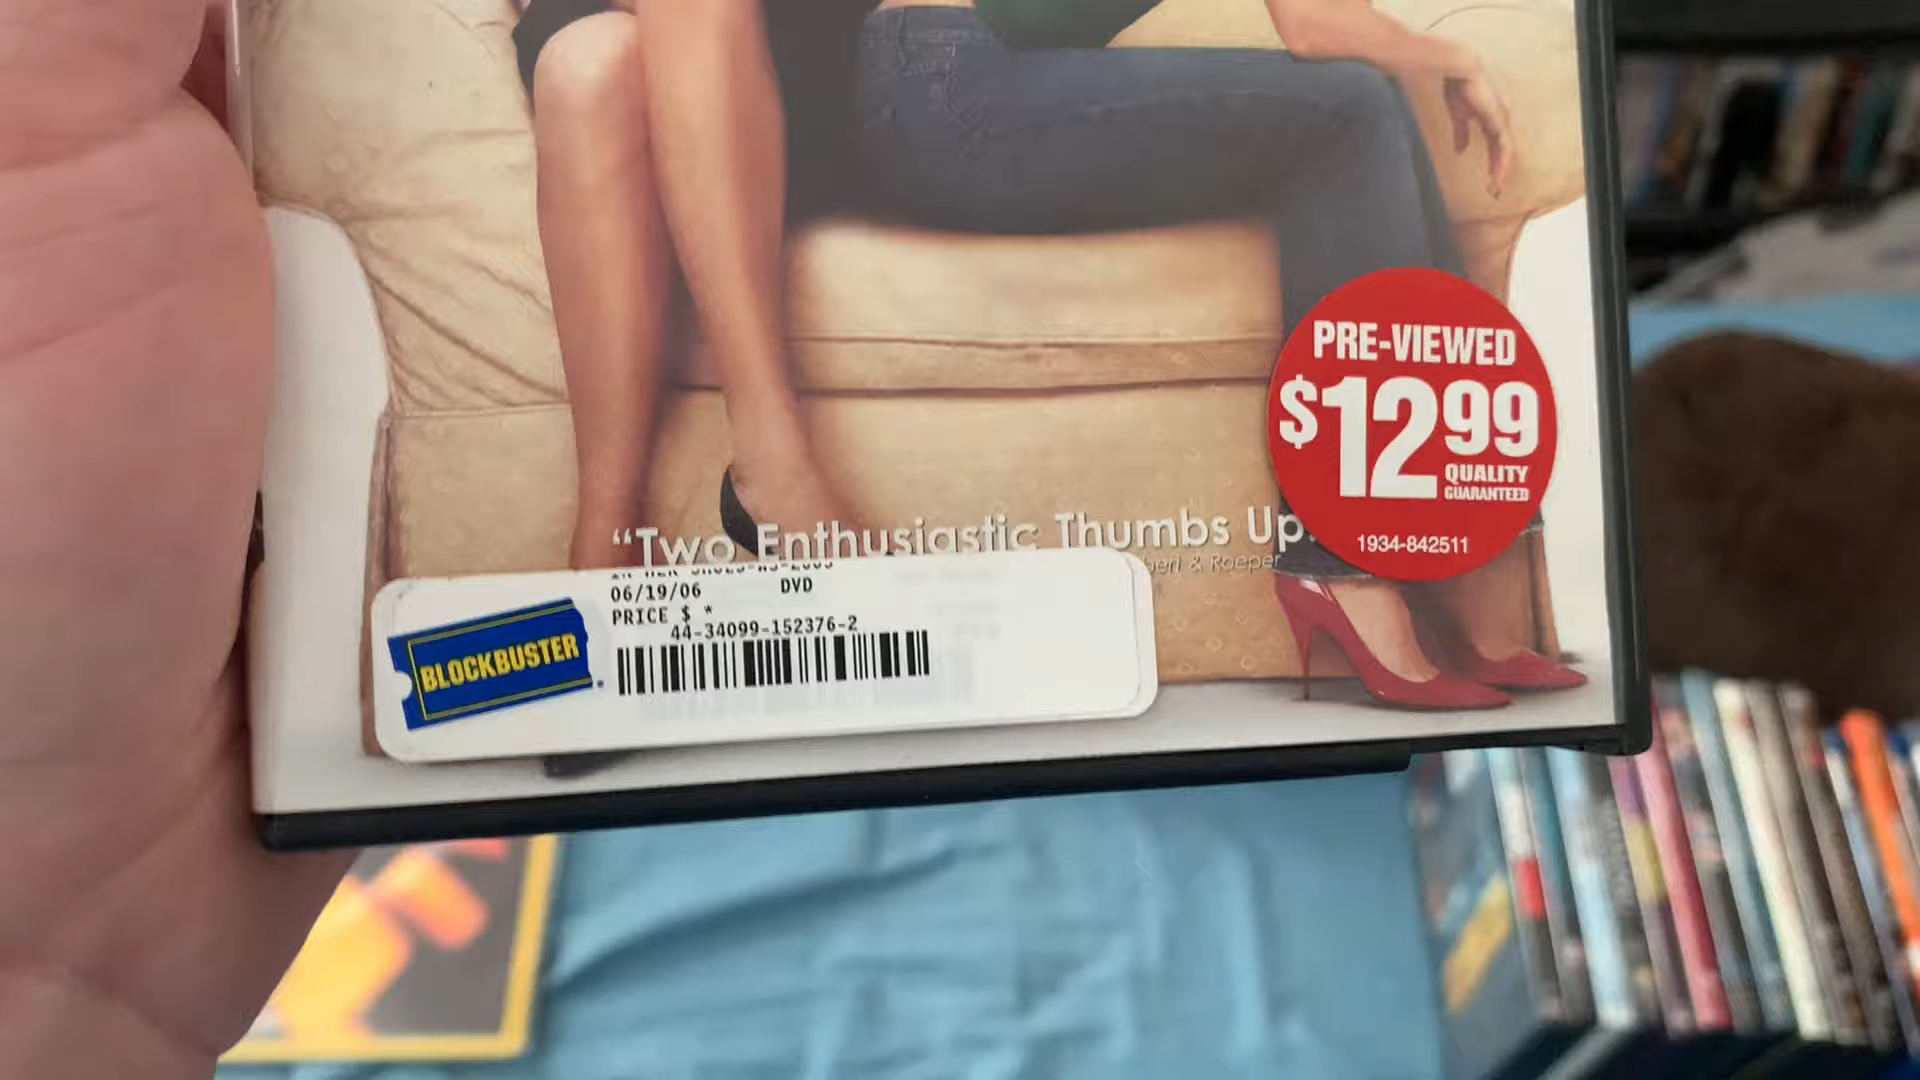 PRE-VIEWED
$12.99
QUALITY
GUARANTEED
1934-842511
“Two Enthusiastic Thumbs Up.
& Roeper
06/19/06 DVD
PRICE $ *
44-34099-152376-2
BLOCKBUSTER